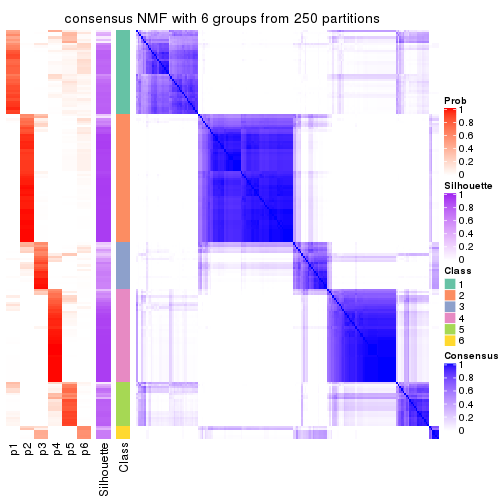 consensus NMF with 6 groups from 250 partitions
Prob
1
0.8
0.6
0.4
0.2
0
Silhouette
1
0.8
0.6
0.4
0.2
0
Class
1
2
3
4
5
6
Consensus
1
0.8
0.6
0.4
0.2
0
p1
p2
p3
p4
p5
p6
Silhouette
Class